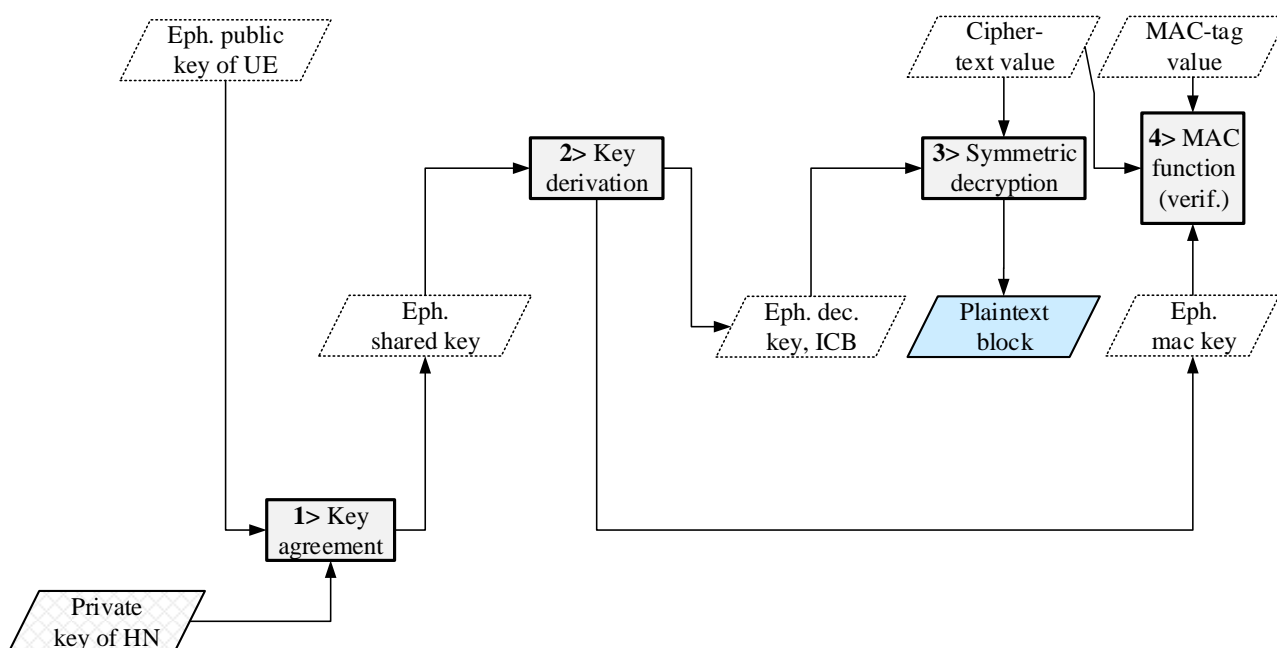 Eph. public
key of UE
Cipher-
text value
MAC-tag
value
2> Key
derivation
3> Symmetric
decryption
4> MAC
function
(verif.)
Eph.
shared key
Eph. dec.
key, ICB
Plaintext
block
Eph.
mac key
1> Key
agreement
Private
key of HN